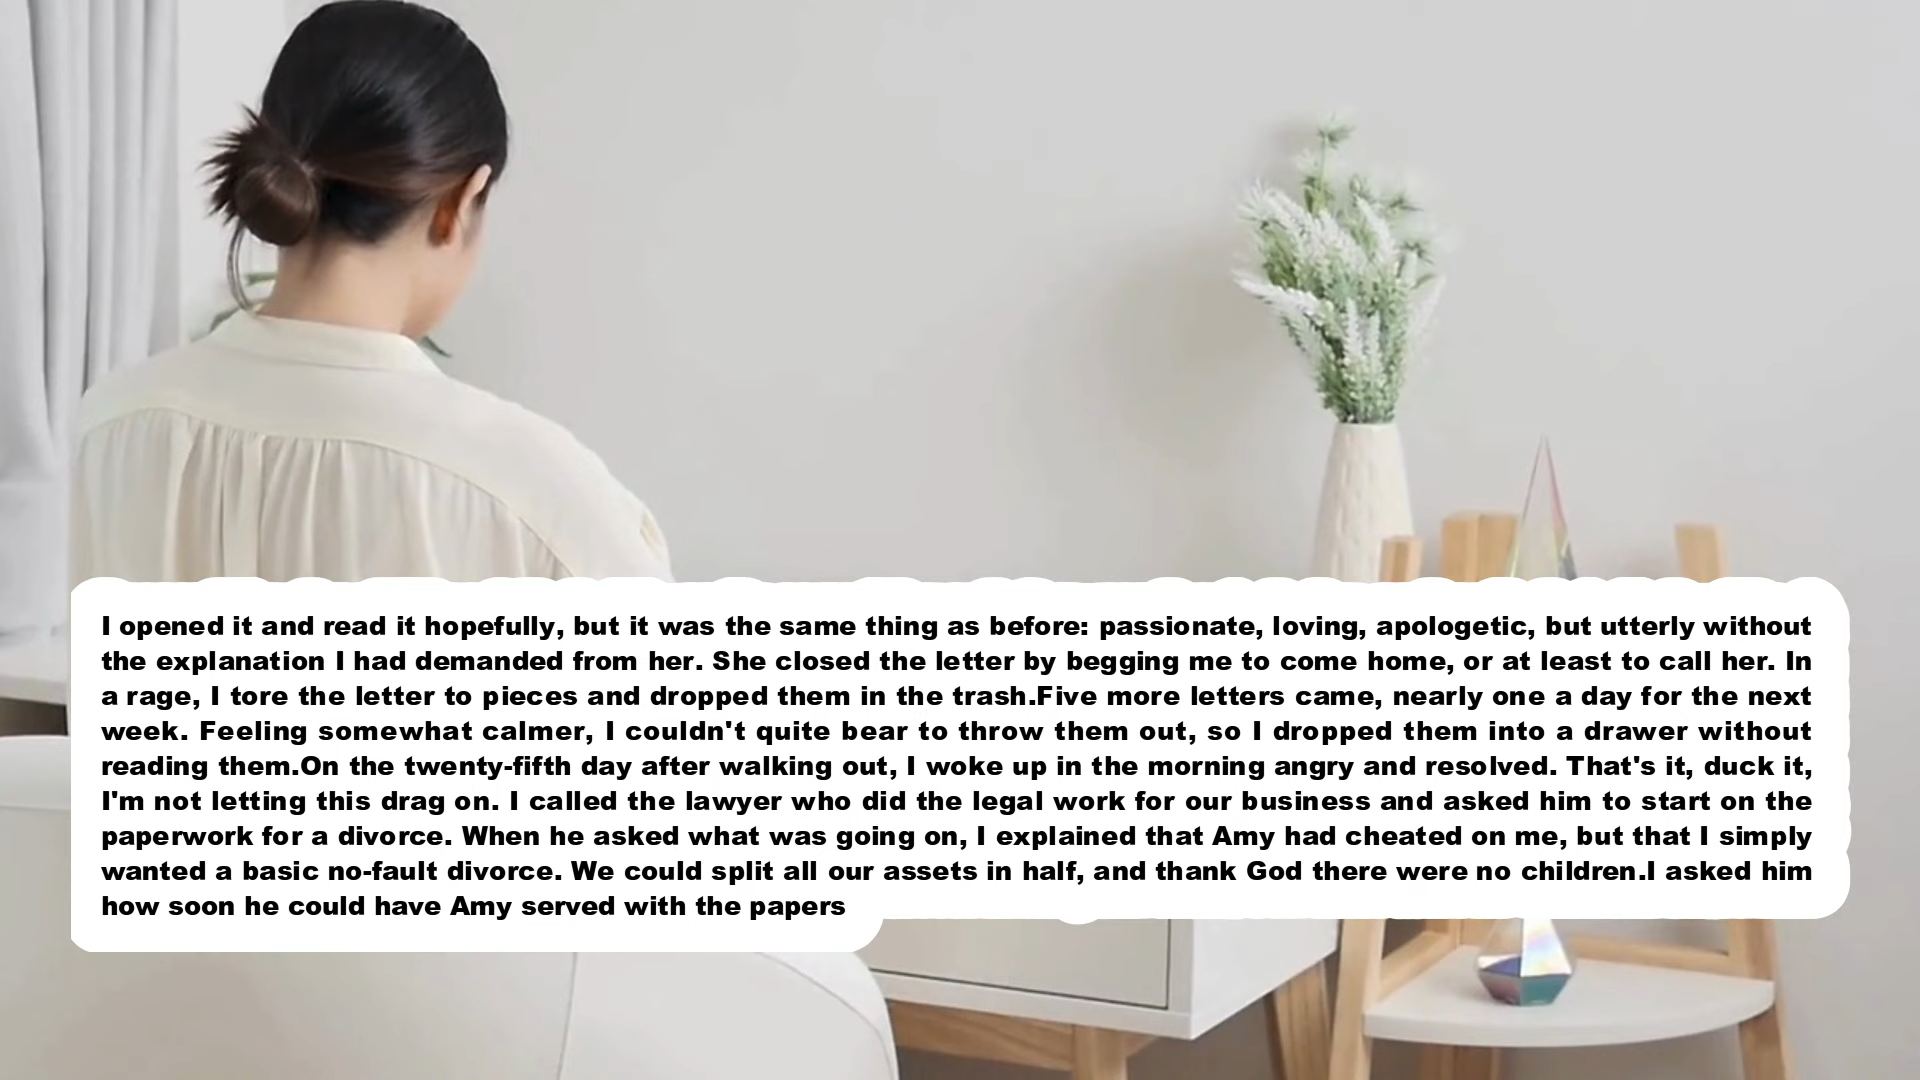 I opened it and read it hopefully, but it was the same thing as before: passionate, loving, apologetic, but utterly without
the explanation I had demanded from her. She closed the letter by begging me to come home, or at least to call her. In
a rage, I tore the letter to pieces and dropped them in the trash.Five more letters came, nearly one a day for the next
week. Feeling somewhat calmer, I couldn't quite bear to throw them out, so I dropped them into a drawer without
reading them.On the twenty-fifth day after walking out, I woke up in the morning angry and resolved. That's it, duck it,
I'm not letting this drag on. I called the lawyer who did the legal work for our business and asked him to start on the
paperwork for a divorce. When he asked what was going on, I explained that Amy had cheated on me, but that I simply
wanted a basic no-fault divorce. We could split all our assets in half, and thank God there were no children.I asked him
how soon he could have Amy served with the papers